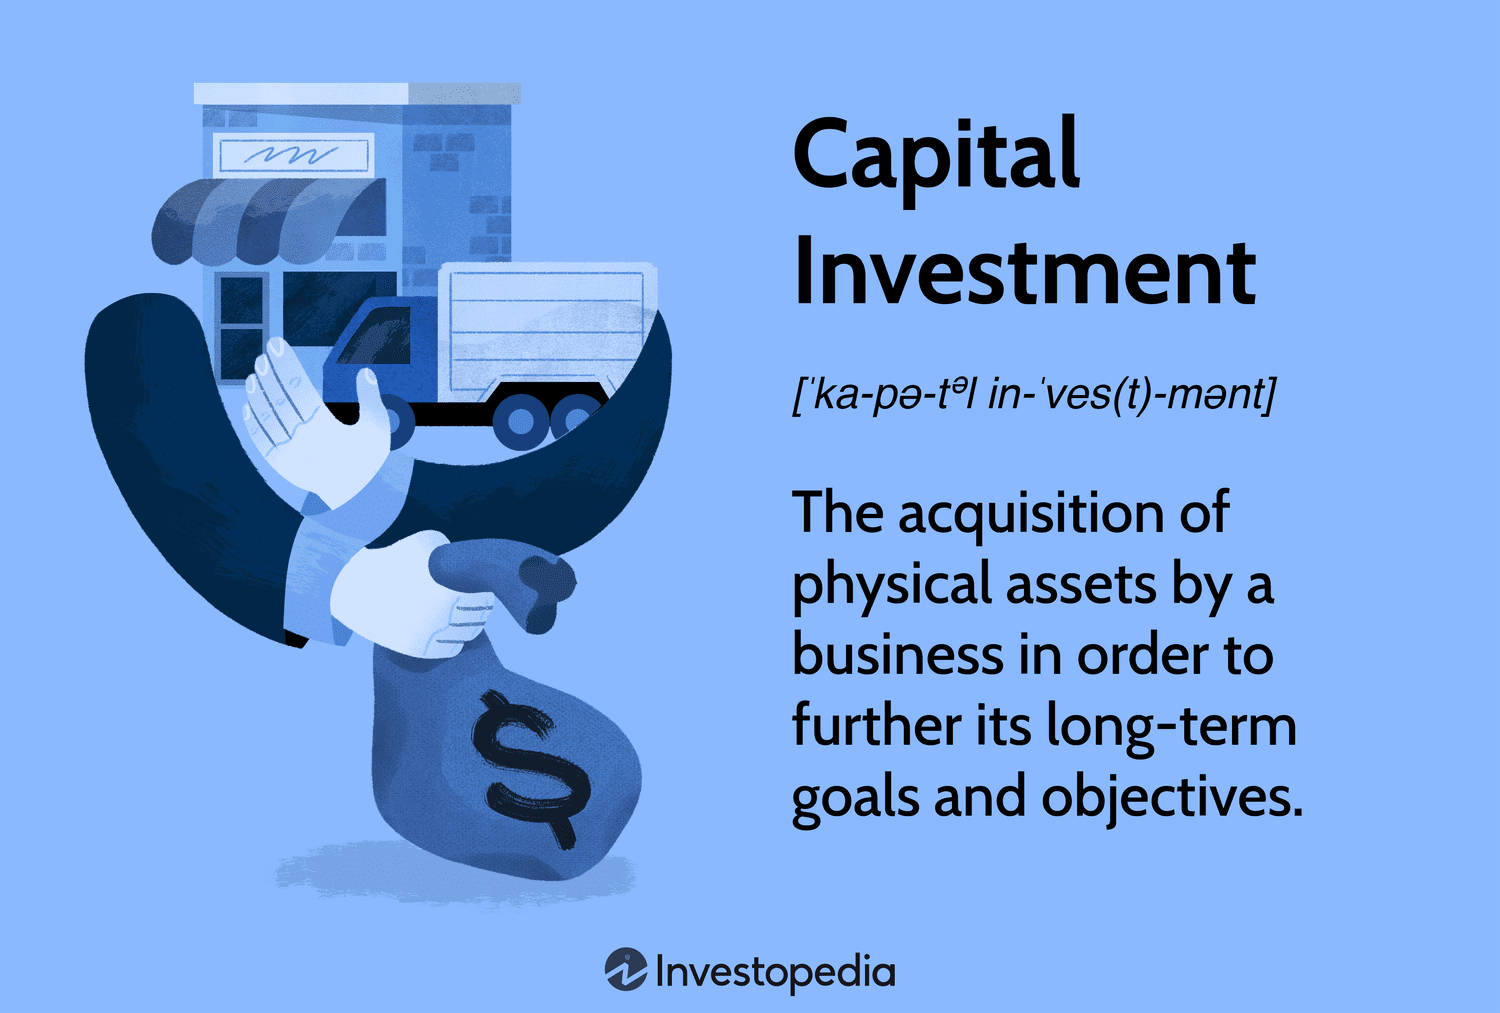 Capital
Investment
[ˈka-pə-tᵊl in-ˈves(t)-mənt]
The acquisition of
physical assets by a
business in order to
further its long-term
goals and objectives.
$
Investopedia